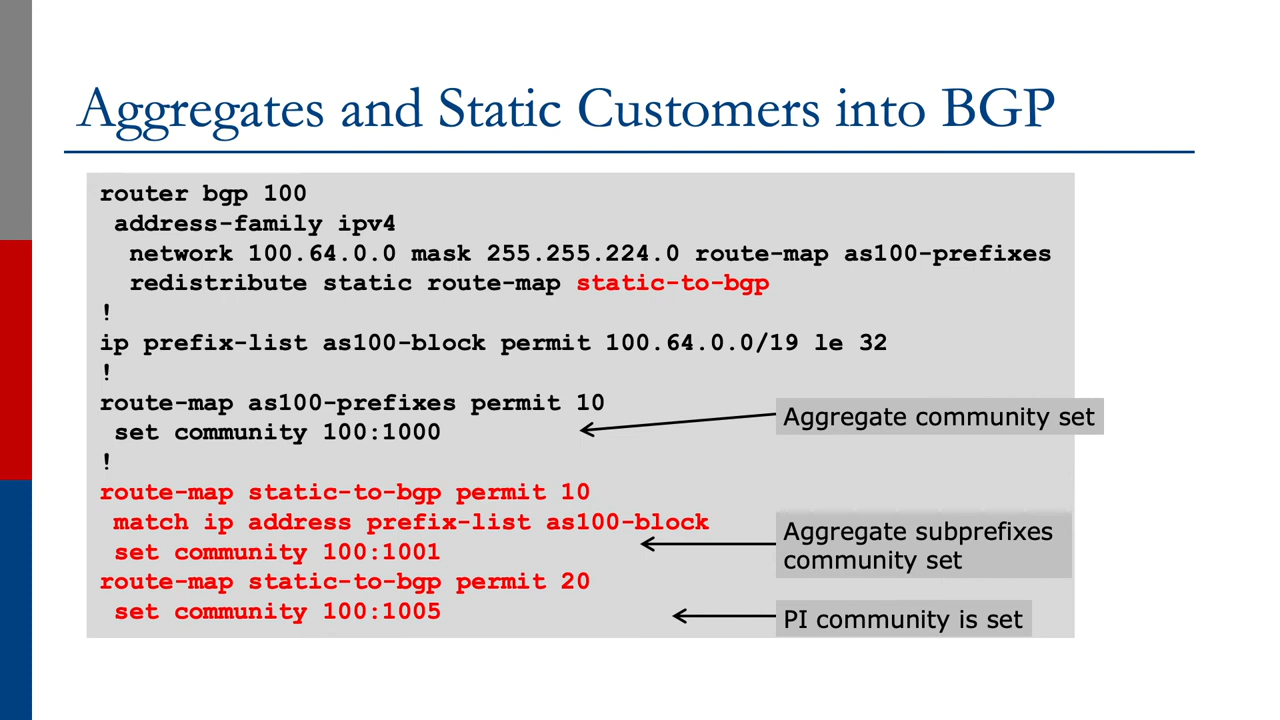 Aggregates and Static Customers into BGP
router bgp 100
address-family ipv4
network 100.64.0.0 mask 255.255.224.0 route-map as100-prefixes
redistribute static route-map static-to-bgp
!
ip prefix-list as100-block permit 100.64.0.0/19 le 32
!
route-map as100-prefixes permit 10
set community 100:1000
Aggregate community set
!
route-map static-to-bgp permit 10
match ip address prefix-list as100-block
set community 100:1001
Aggregate subprefixes
community set
route-map static-to-bgp permit 20
set community 100:1005
PI community is set